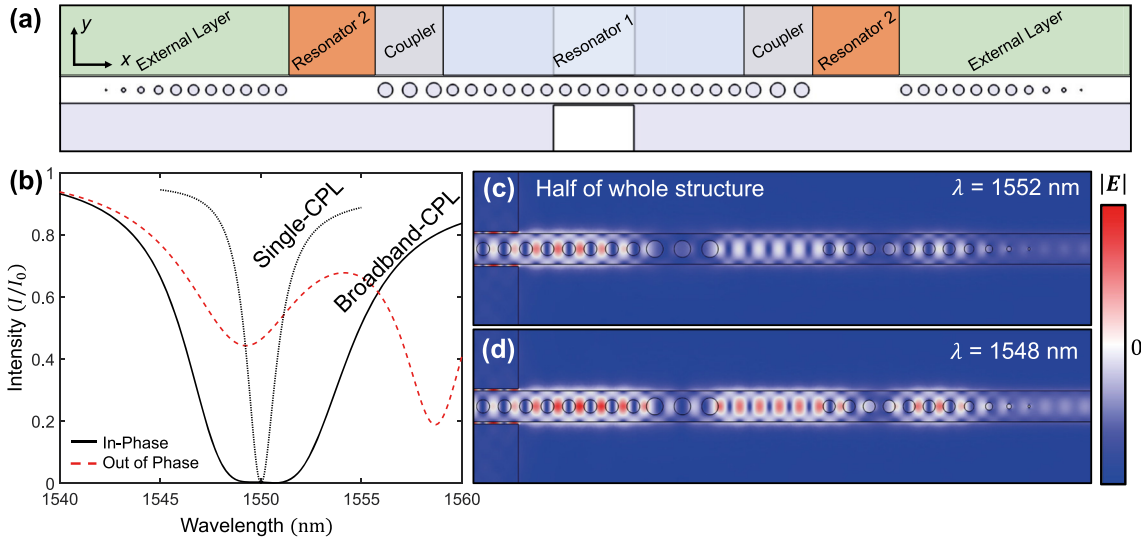 (a)
y
x
External Layer
Resonator 2
Coupler
Resonator 1
Coupler
Resonator 2
External Layer
(b)
1
0.8
0.6
0.4
0.2
0
Intensity (I/I0)
Single-CPL
Broadband-CPL
In-Phase
Out of Phase
1540
1545
1550
1555
1560
Wavelength (nm)
(c)
Half of whole structure
λ = 1552 nm
(d)
λ = 1548 nm
|E|
0